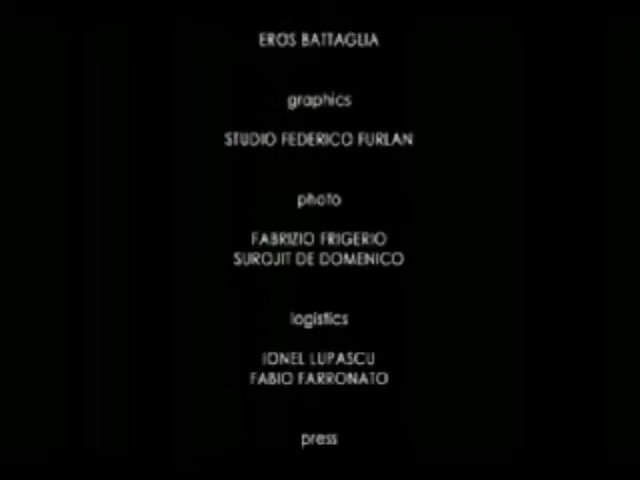 EROS BATTAGLIA
graphics
STUDIO FEDERICO FURLAN
photo
FABRIZIO FRIGERIO
SUROJIT DE DOMENICO
logistics
IONEL LUPASCU
FABIO FARRONATO
press